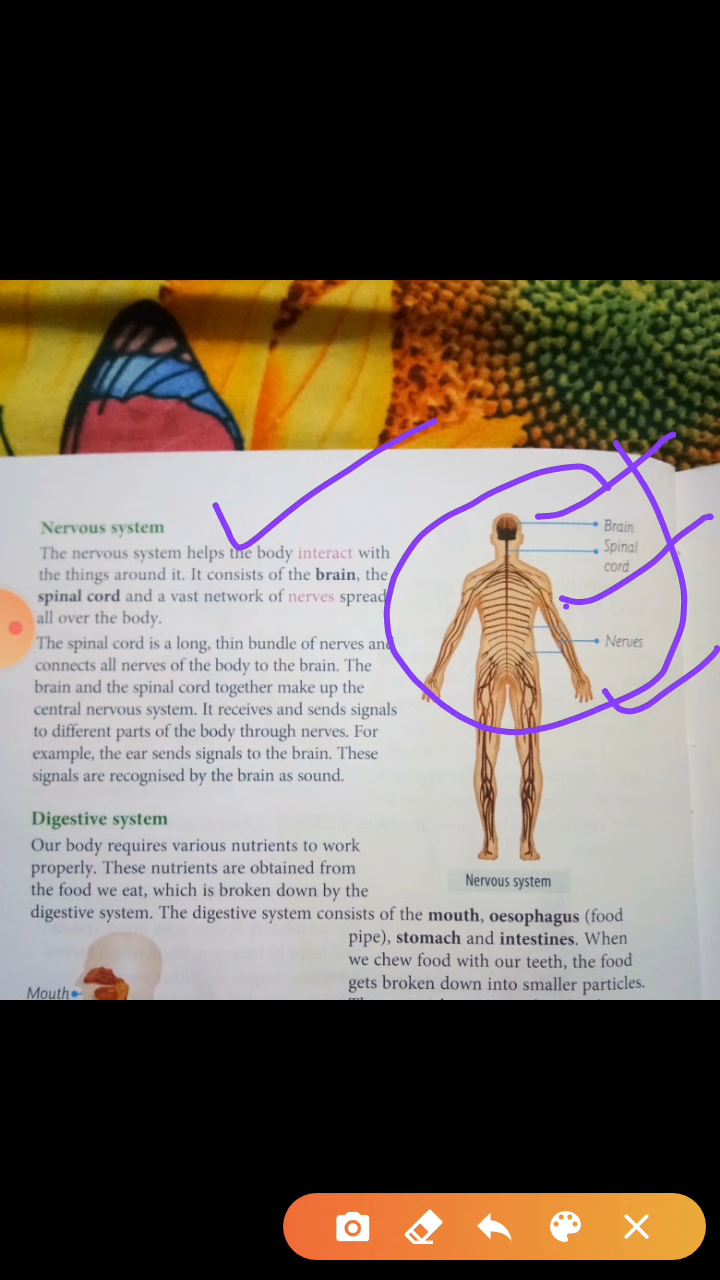 Nervous system
The nervous system helps the body interact with
the things around it. It consists of the brain, the
spinal cord and a vast network of nerves spread
all over the body.
The spinal cord is a long, thin bundle of nerves and
connects all nerves of the body to the brain. The
brain and the spinal cord together make up the
central nervous system. It receives and sends signals
to different parts of the body through nerves. For
example, the ear sends signals to the brain. These
signals are recognised by the brain as sound.
Brain
Spinal
cord
Nerves
Nervous system
Digestive system
Our body requires various nutrients to work
properly. These nutrients are obtained from
the food we eat, which is broken down by the
digestive system. The digestive system consists of the mouth, oesophagus (food
pipe), stomach and intestines. When
we chew food with our teeth, the food
gets broken down into smaller particles.
Mouth